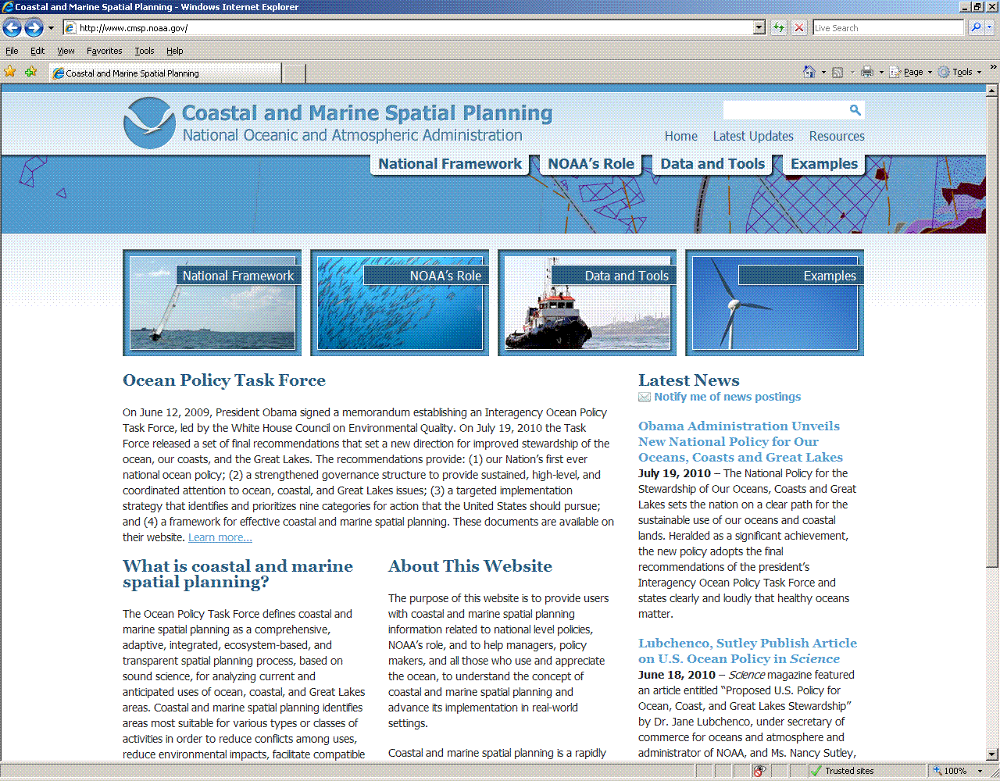 Coastal and Marine Spatial Planning - Windows Internet Explorer
http://www.cmsp.noaa.gov/
Live Search
File Edit View Favorites Tools Help
Coastal and Marine Spatial Planning
Page Tools
Coastal and Marine Spatial Planning
National Oceanic and Atmospheric Administration
Home Latest Updates Resources
National Framework NOAA's Role Data and Tools Examples
National Framework NOAA's Role Data and Tools Examples
Ocean Policy Task Force
On June 12, 2009, President Obama signed a memorandum establishing an Interagency Ocean Policy
Task Force, led by the White House Council on Environmental Quality. On July 19, 2010 the Task
Force released a set of final recommendations that set a new direction for improved stewardship of the
ocean, our coasts, and the Great Lakes. The recommendations provide: (1) our Nation's first ever
national ocean policy; (2) a strengthened governance structure to provide sustained, high-level, and
coordinated attention to ocean, coastal, and Great Lakes issues; (3) a targeted implementation
strategy that identifies and prioritizes nine categories for action that the United States should pursue;
and (4) a framework for effective coastal and marine spatial planning. These documents are available on
their website. Learn more...
What is coastal and marine
spatial planning?
The Ocean Policy Task Force defines coastal and
marine spatial planning as a comprehensive,
adaptive, integrated, ecosystem-based, and
transparent spatial planning process, based on
sound science, for analyzing current and
anticipated uses of ocean, coastal, and Great Lakes
areas. Coastal and marine spatial planning identifies
areas most suitable for various types or classes of
activities in order to reduce conflicts among uses,
reduce environmental impacts, facilitate compatible
About This Website
The purpose of this website is to provide users
with coastal and marine spatial planning
information related to national level policies,
NOAA's role, and to help managers, policy
makers, and all those who use and appreciate
the ocean, to understand the concept of
coastal and marine spatial planning and
advance its implementation in real-world
settings.
Coastal and marine spatial planning is a rapidly
Latest News
Notify me of news postings
Obama Administration Unveils
New National Policy for Our
Oceans, Coasts and Great Lakes
July 19, 2010 – The National Policy for the
Stewardship of Our Oceans, Coasts and Great
Lakes sets the nation on a clear path for the
sustainable use of our oceans and coastal
lands. Heralded as a significant achievement,
the new policy adopts the final
recommendations of the president's
Interagency Ocean Policy Task Force and
states clearly and loudly that healthy oceans
matter.
Lubchenco, Sutley Publish Article
on U.S. Ocean Policy in Science
June 18, 2010 – Science magazine featured
an article entitled "Proposed U.S. Policy for
Ocean, Coast, and Great Lakes Stewardship"
by Dr. Jane Lubchenco, under secretary of
commerce for oceans and atmosphere and
administrator of NOAA, and Ms. Nancy Sutley,
Trusted sites
100%